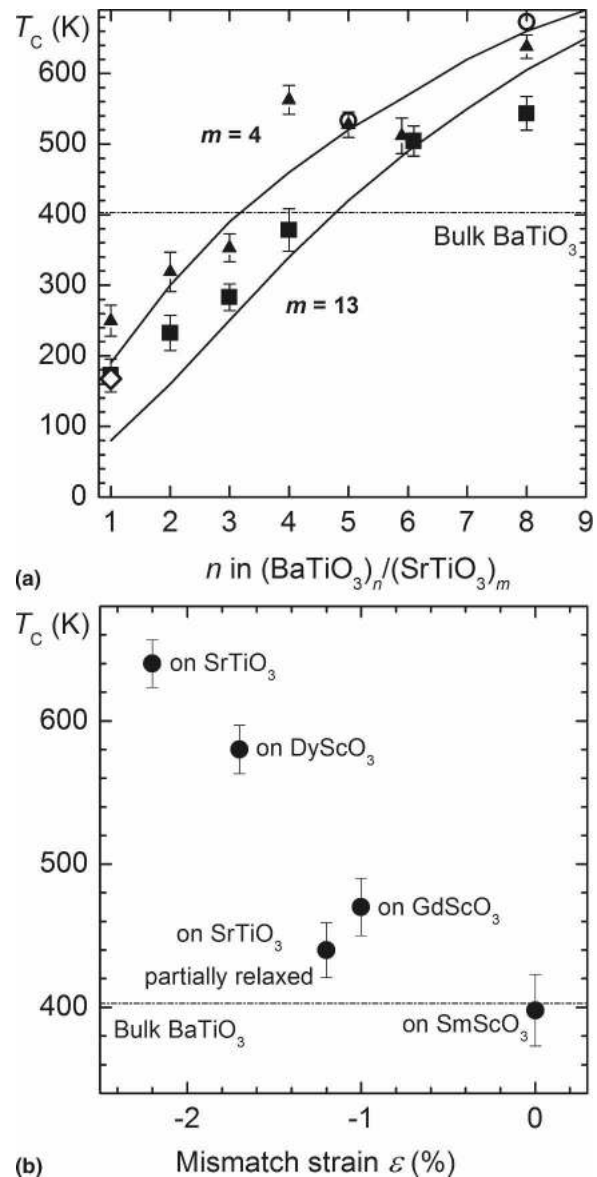 T_C (K)
600
500
400
300
200
100
0
m = 4
Bulk BaTiO₃
m = 13
1 2 3 4 5 6 7 8 9
n in (BaTiO₃)ₙ/(SrTiO₃)ₘ
(a)
T_C (K)
on SrTiO₃
600
on DyScO₃
500
on GdScO₃
on SrTiO₃
partially relaxed
400
Bulk BaTiO₃
on SmScO₃
-2 -1 0
Mismatch strain ε (%)
(b)